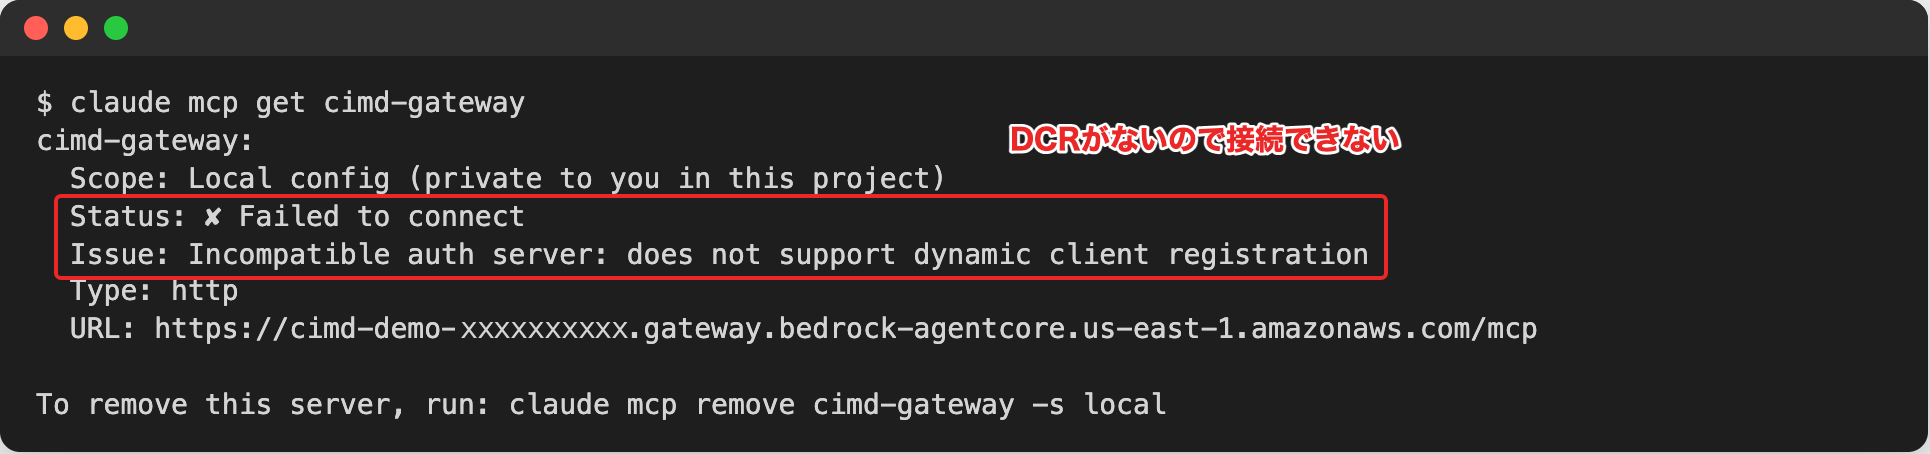 $ claude mcp get cimd-gateway
cimd-gateway:
DCRがないので接続できない
Scope: Local config (private to you in this project)
Status: ✘ Failed to connect
Issue: Incompatible auth server: does not support dynamic client registration
Type: http
URL: https://cimd-demo-xxxxxxxxxx.gateway.bedrock-agentcore.us-east-1.amazonaws.com/mcp
To remove this server, run: claude mcp remove cimd-gateway -s local